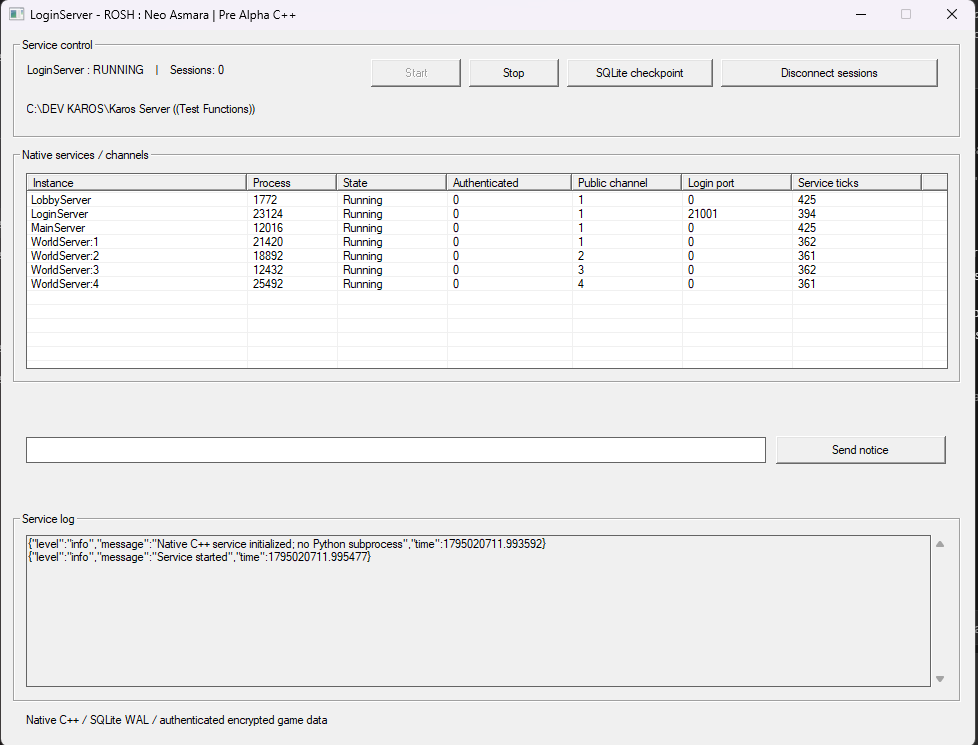 LoginServer - ROSH : Neo Asmara | Pre Alpha C++
Service control
LoginServer : RUNNING | Sessions: 0
Start Stop SQLite checkpoint Disconnect sessions
C:\DEV KAROS\Karos Server ((Test Functions))
Native services / channels
Instance Process State Authenticated Public channel Login port Service ticks
LobbyServer 1772 Running 0 1 0 425
LoginServer 23124 Running 0 1 21001 394
MainServer 12016 Running 0 1 0 425
WorldServer:1 21420 Running 0 1 0 362
WorldServer:2 18892 Running 0 2 0 361
WorldServer:3 12432 Running 0 3 0 362
WorldServer:4 25492 Running 0 4 0 361
Send notice
Service log
{"level":"info","message":"Native C++ service initialized; no Python subprocess","time":1795020711.993592}
{"level":"info","message":"Service started","time":1795020711.995477}
Native C++ / SQLite WAL / authenticated encrypted game data